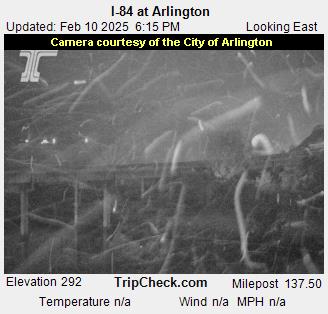 I-84 at Arlington
Updated: Feb 10 2025 6:15 PM Looking East
Camera courtesy of the City of Arlington
Elevation 292 TripCheck.com Milepost 137.50
Temperature n/a Wind n/a MPH n/a